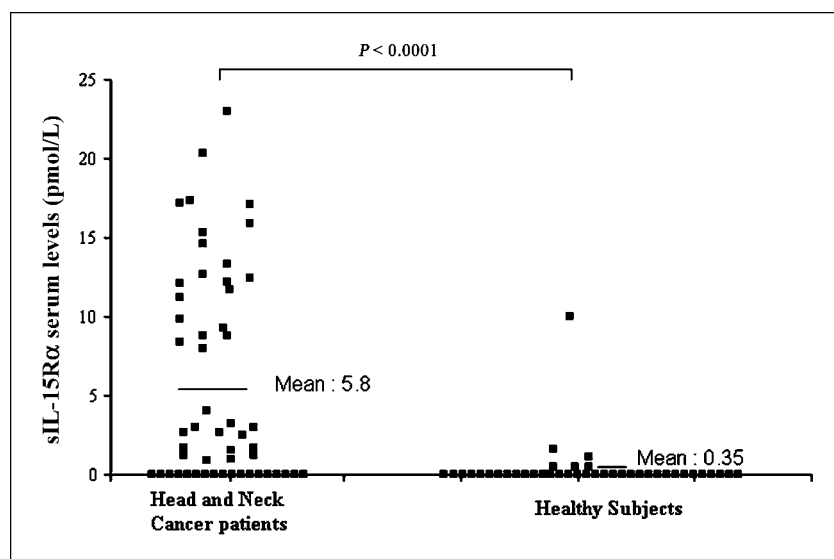 P < 0.0001
sIL-15Rα serum levels (pmol/L)
25
20
15
10
5
0
Mean : 5.8
Mean : 0.35
Head and Neck
Cancer patients
Healthy Subjects